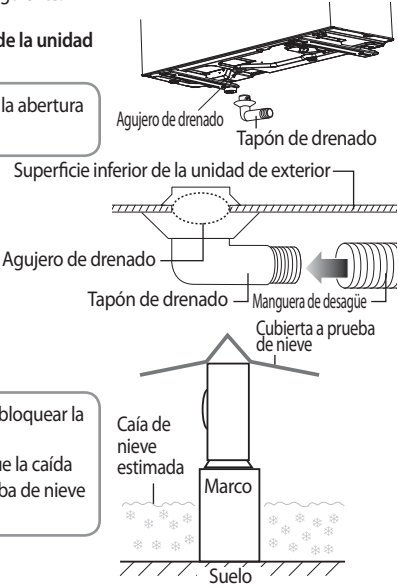 de la unidad
la abertura
Agujero de drenado
Tapón de drenado
Superficie inferior de la unidad de exterior
Agujero de drenado
Tapón de drenado
Manguera de desagüe
Cubierta a prueba
de nieve
bloquear la
e la caída
ba de nieve
Caía de
nieve
estimada
Marco
Suelo